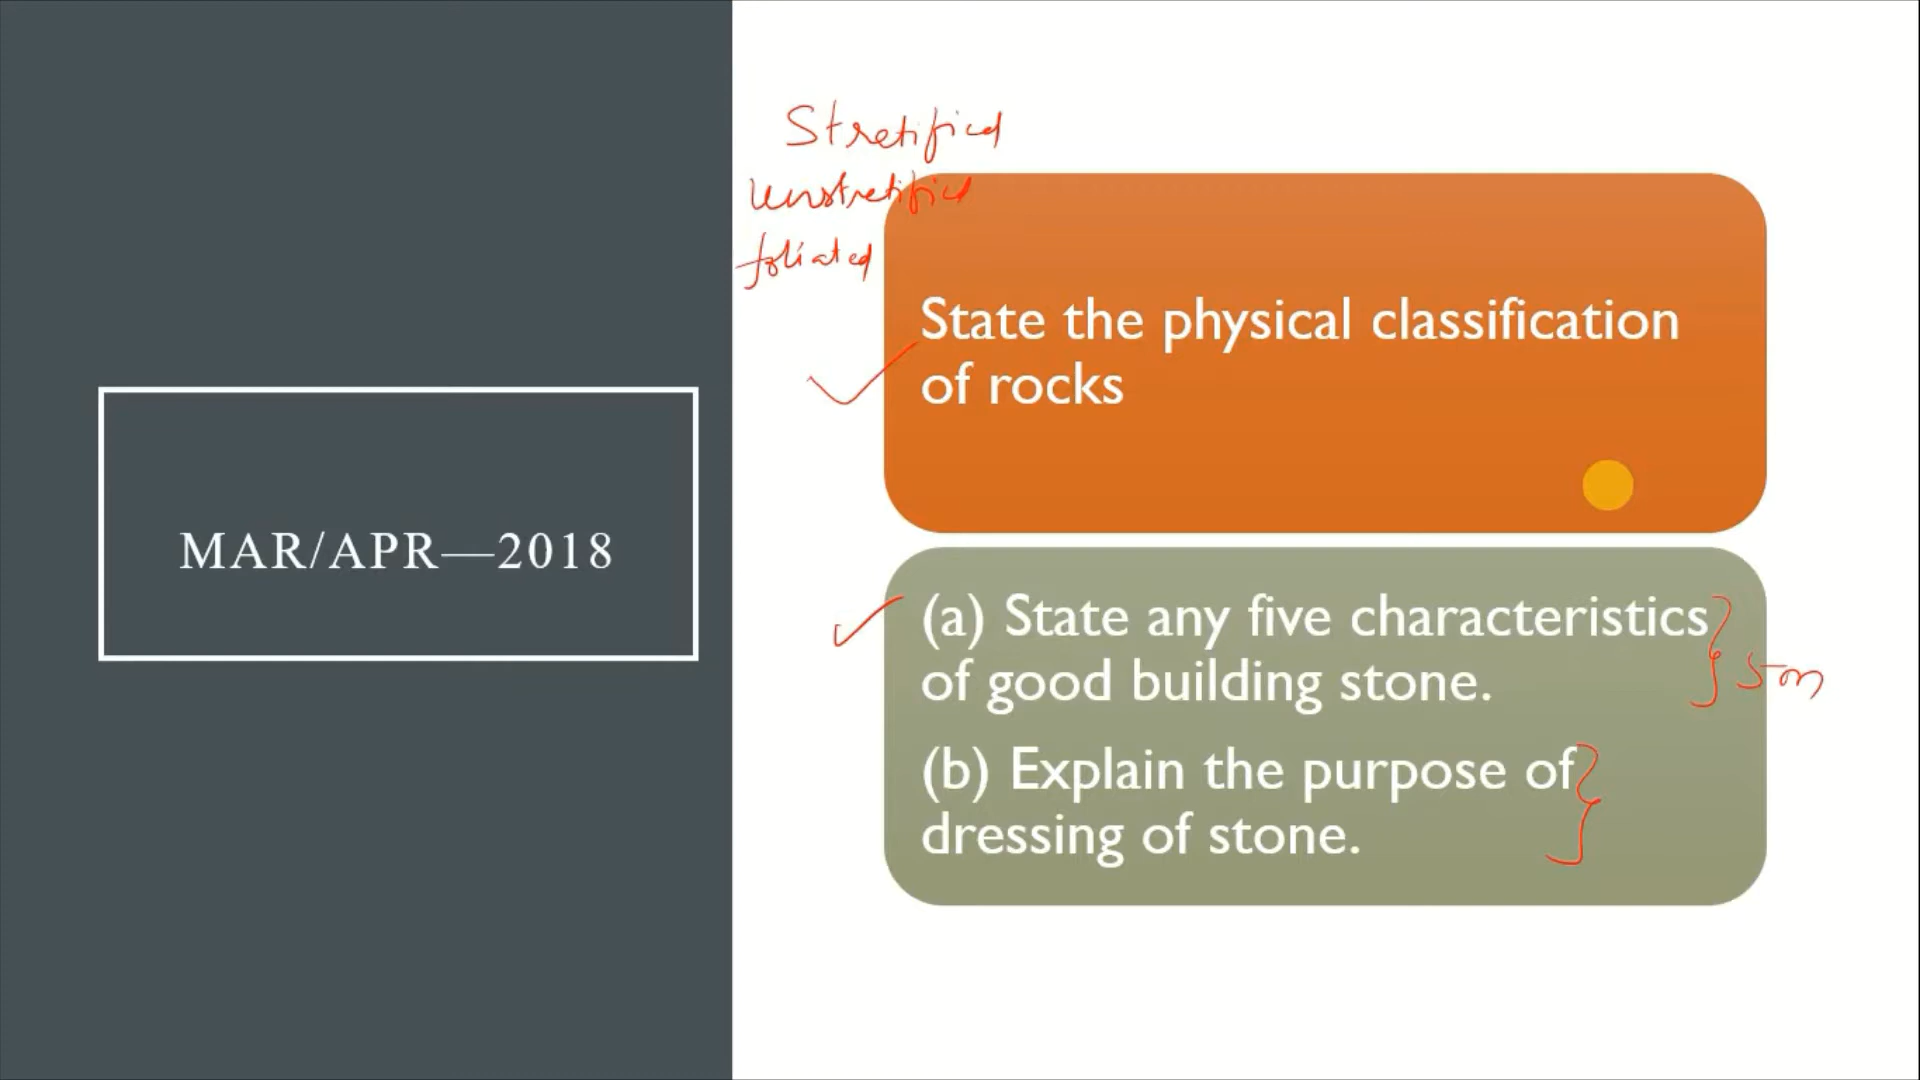 MAR/APR—2018
Stretified
Unstretified
foliated
State the physical classification
of rocks
(a) State any five characteristics
of good building stone.
5m
(b) Explain the purpose of
dressing of stone.